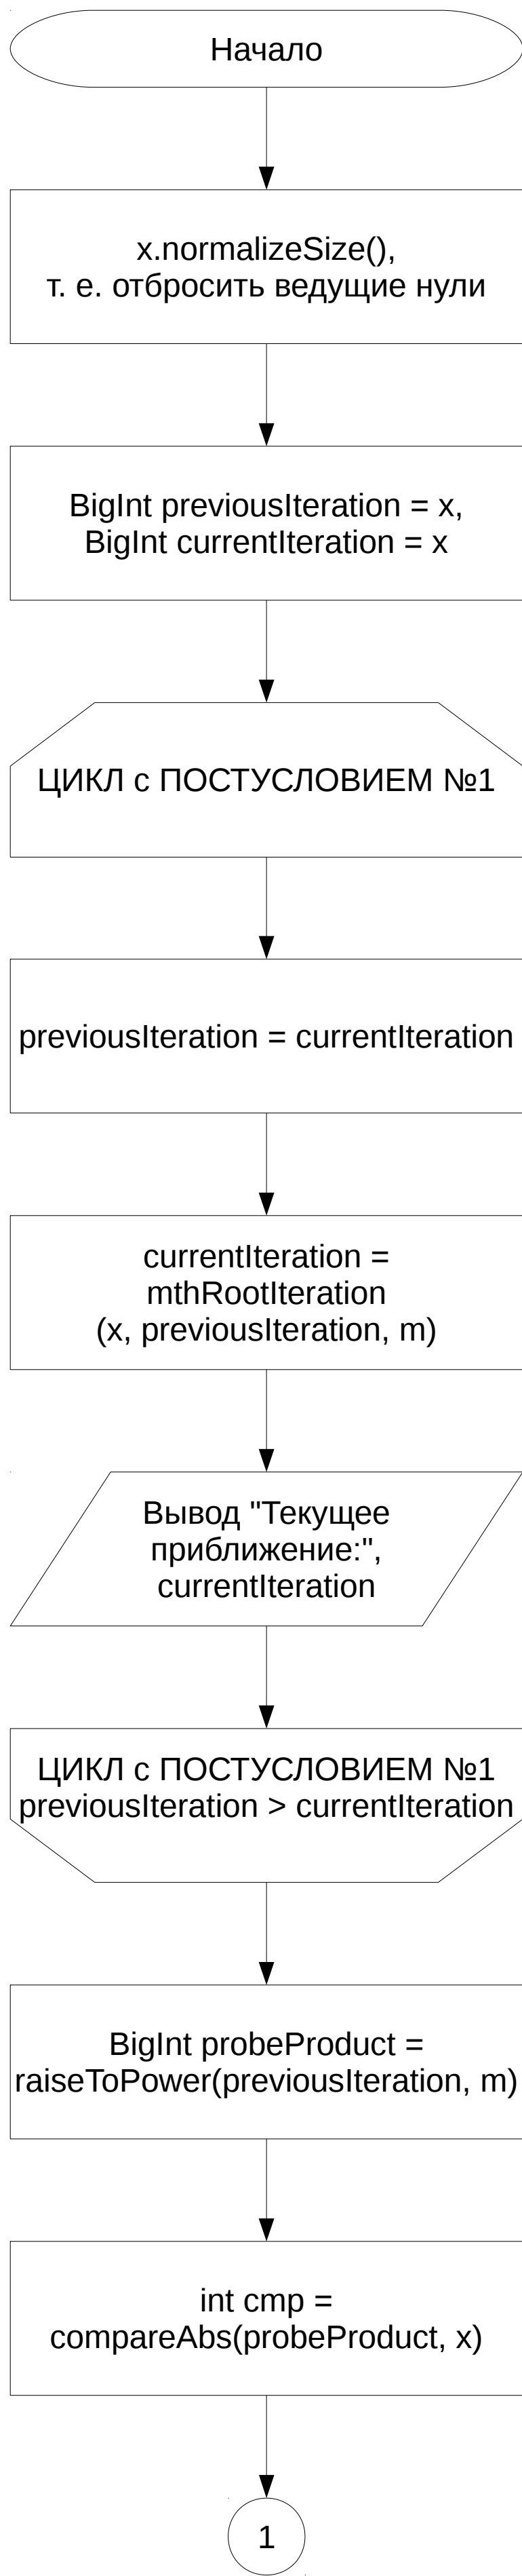 Начало
x.normalizeSize(),
т. е. отбросить ведущие нули
BigInt previousIteration = x,
BigInt currentIteration = x
ЦИКЛ с ПОСТУСЛОВИЕМ №1
previousIteration = currentIteration
currentIteration =
mthRootIteration
(x, previousIteration, m)
Вывод "Текущее
приближение:",
currentIteration
ЦИКЛ с ПОСТУСЛОВИЕМ №1
previousIteration > currentIteration
BigInt probeProduct =
raiseToPower(previousIteration, m)
int cmp =
compareAbs(probeProduct, x)
1